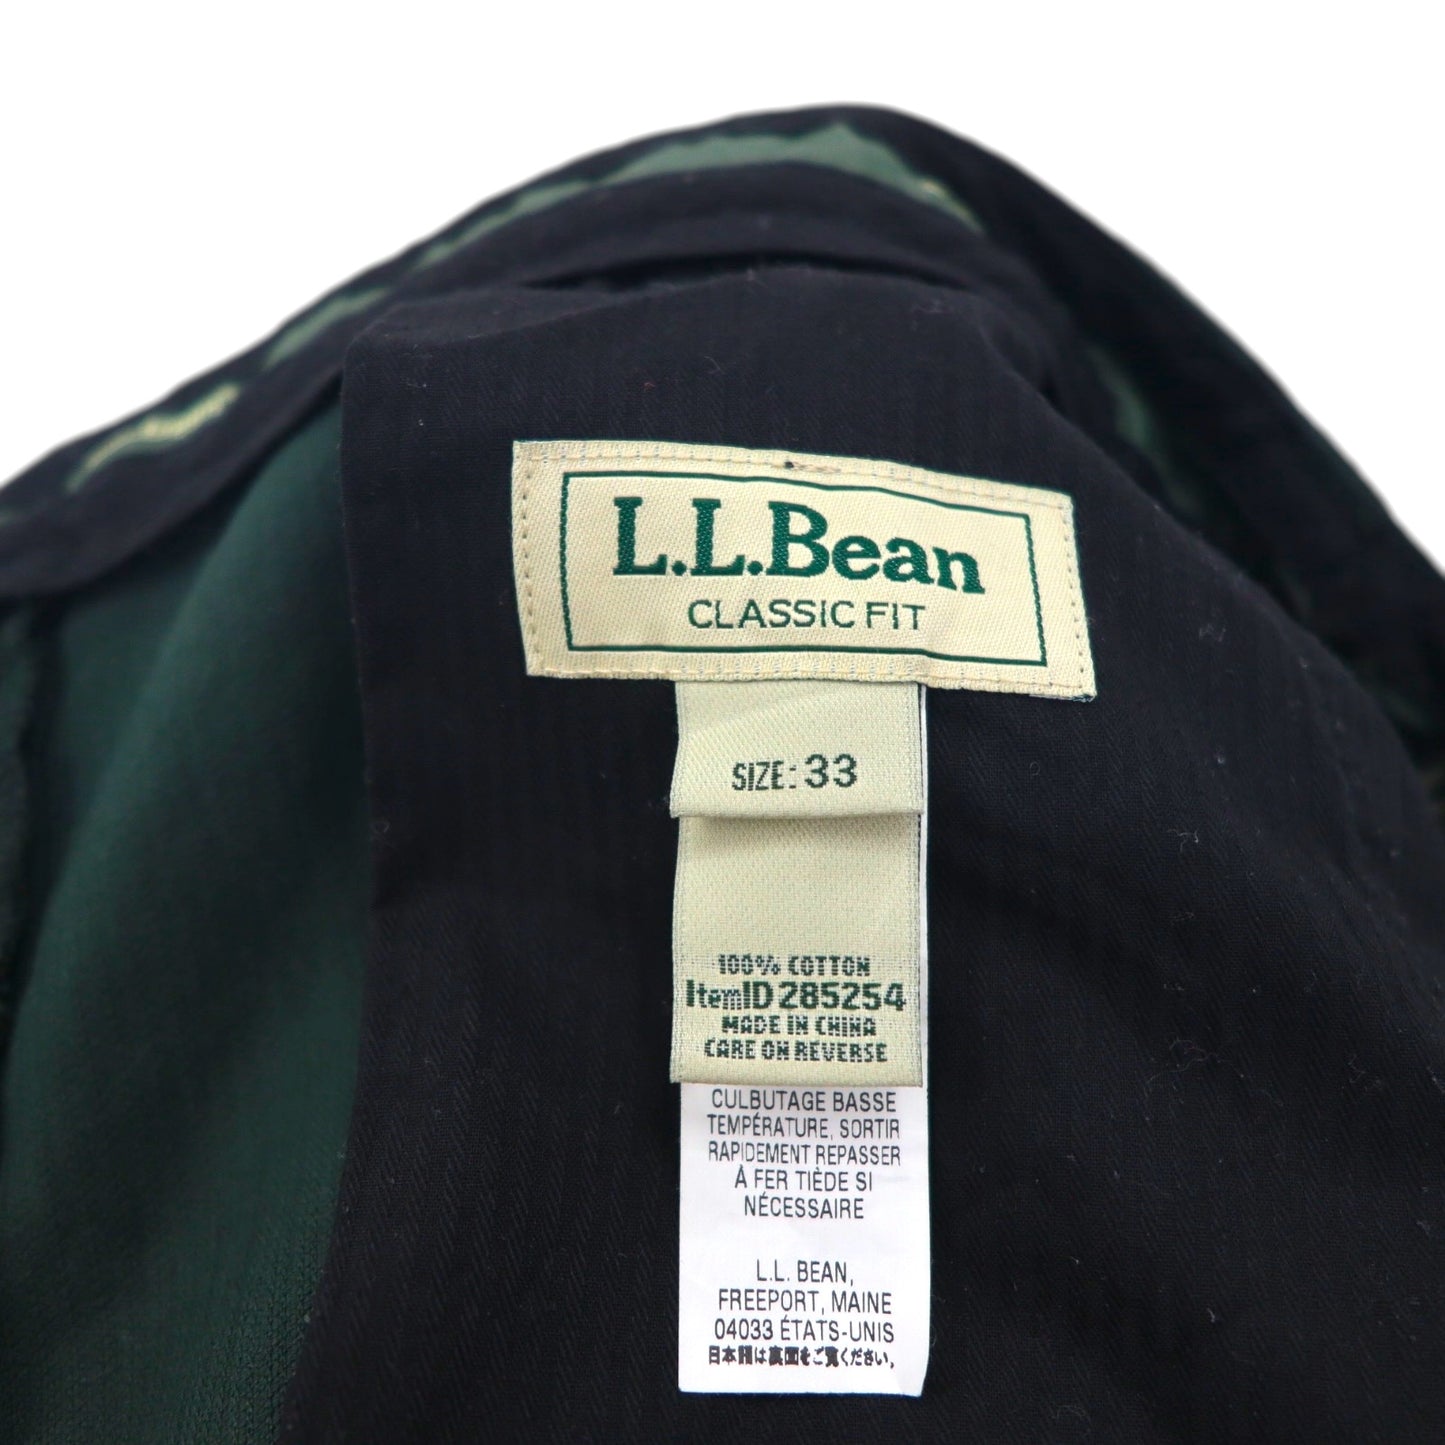 L.L.Bean
CLASSIC FIT
SIZE: 33
100% COTTON
ItemID 285254
MADE IN CHINA
CARE ON REVERSE
CULBUTAGE BASSE
TEMPÉRATURE, SORTIR
RAPIDEMENT REPASSER
À FER TIÈDE SI
NÉCESSAIRE
L.L. BEAN,
FREEPORT, MAINE
04033 ÉTATS-UNIS
日本語は裏面をご覧ください。